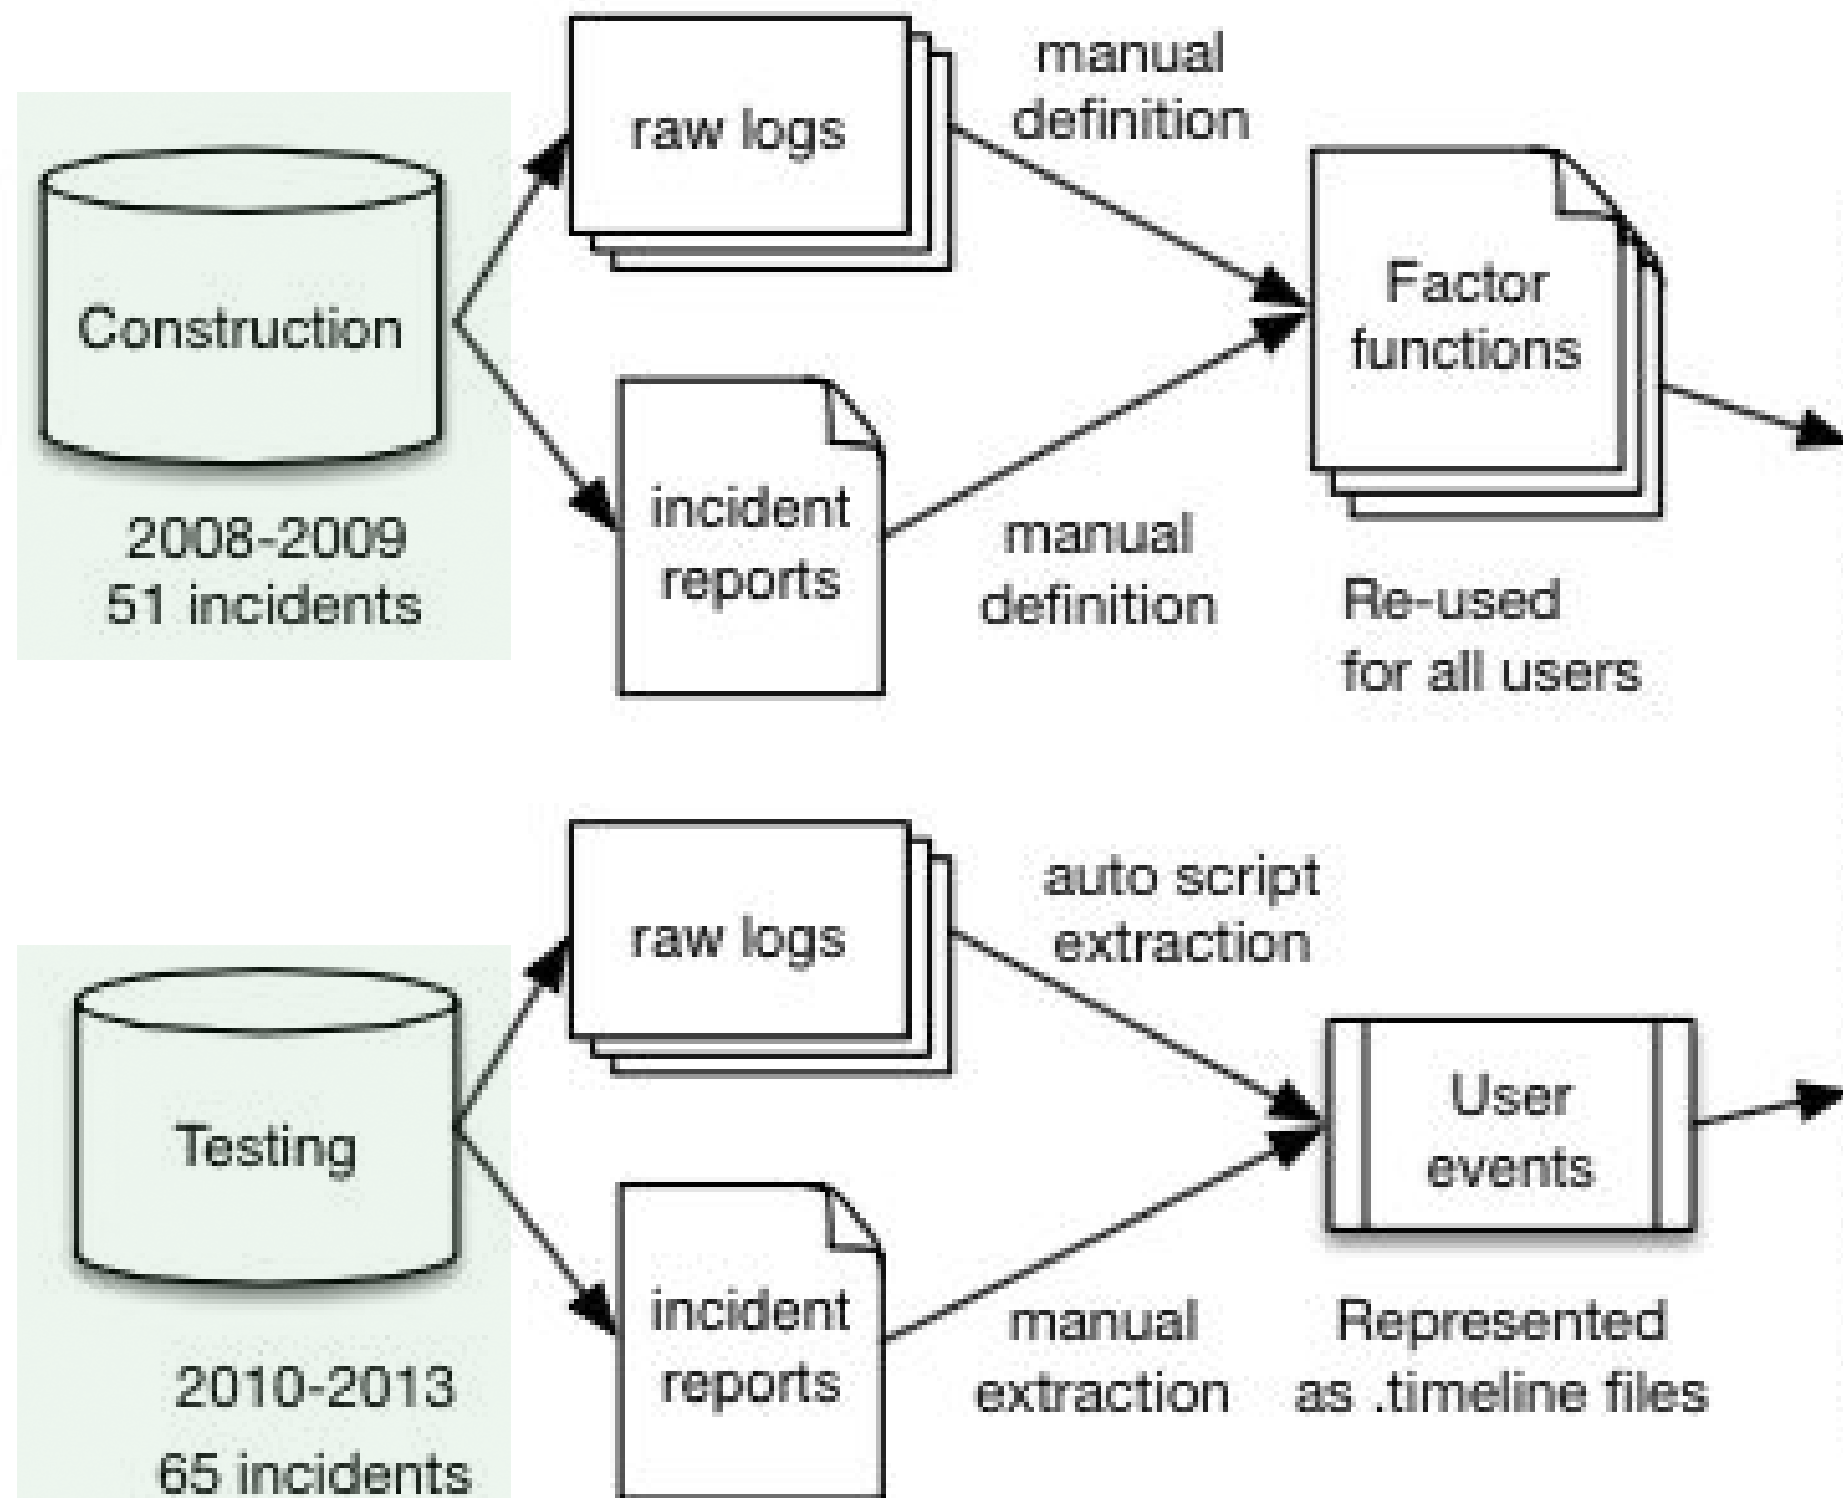 raw logs
manual
definition
Construction
2008-2009
51 incidents
incident
reports
manual
definition
Factor
functions
Re-used
for all users
raw logs
auto script
extraction
Testing
2010-2013
65 incidents
incident
reports
manual
extraction
User
events
Represented
as .timeline files